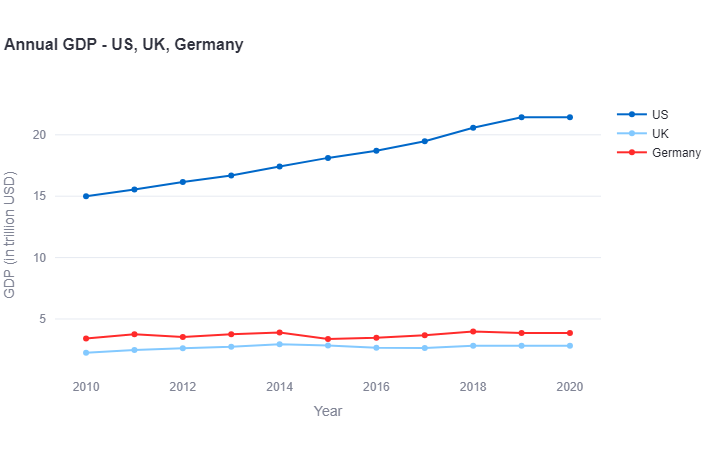 Annual GDP - US, UK, Germany
US
UK
Germany
GDP (in trillion USD)
20
15
10
5
2010 2012 2014 2016 2018 2020
Year